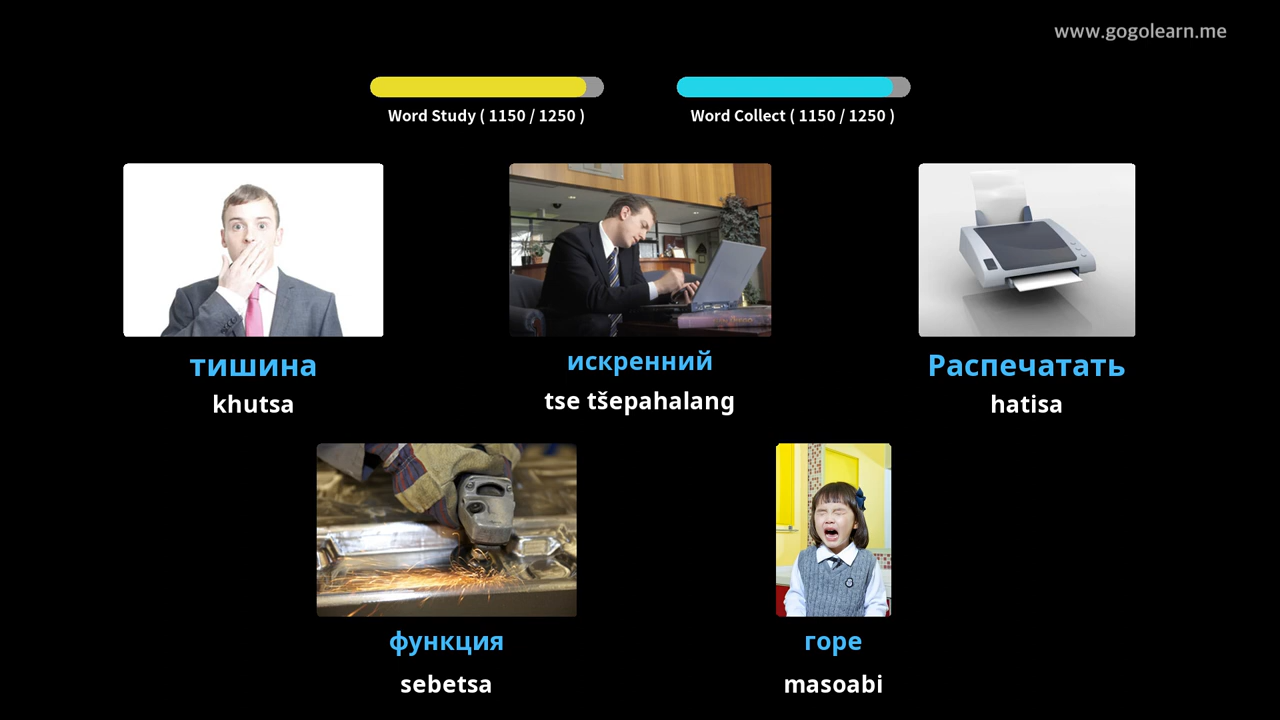 www.gogolearn.me
Word Study ( 1150 / 1250 )
Word Collect ( 1150 / 1250 )
тишина
khutsa
искренний
tse tšepahalang
Распечатать
hatisa
функция
sebetsa
горе
masoabi